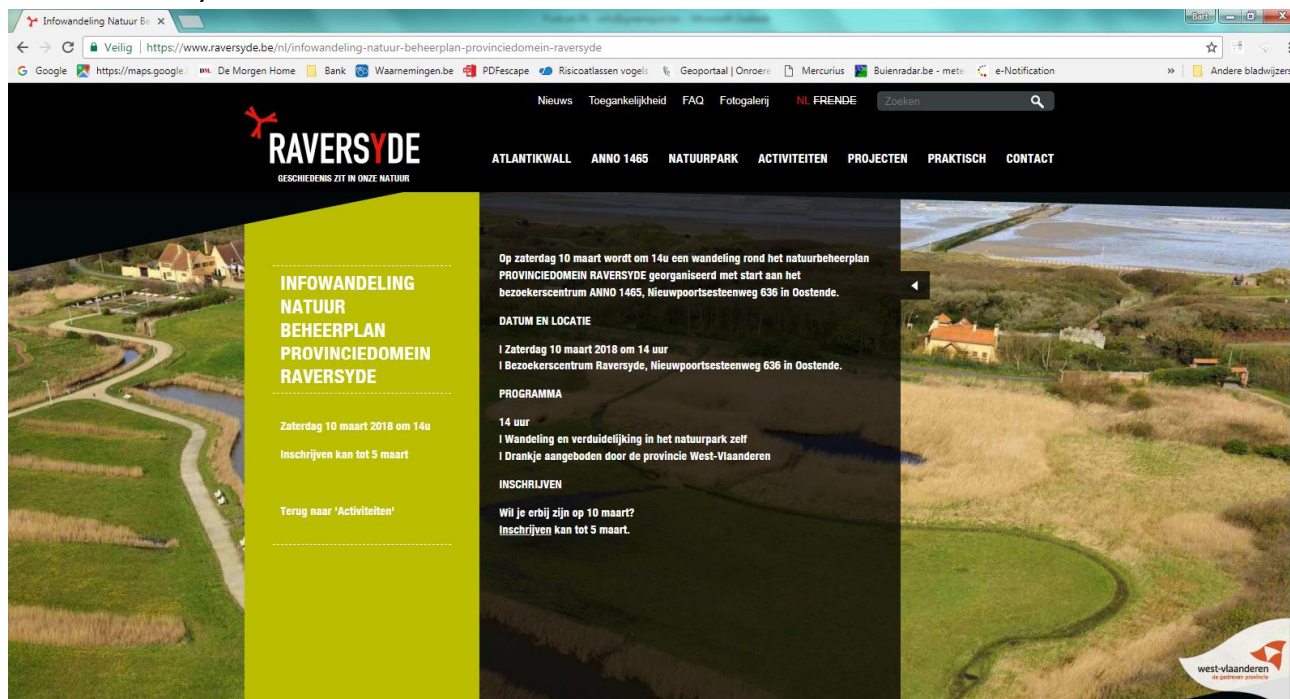 Infowandeling Natuur Be
Bart
Veilig | https://www.raversyde.be/nl/infowandeling-natuur-beheerplan-provinciedomein-raversyde
Google https://maps.google. De Morgen Home Bank Waarnemingen.be PDFescape Risicoatlassen vogels Geoportaal | Onroere Mercurius Buienradar.be - mete e-Notification » Andere bladwijzers
Nieuws Toegankelijkheid FAQ Fotogalerij NL FRENDE Zoeken
RAVERSYDE
GESCHIEDENIS ZIT IN ONZE NATUUR
ATLANTIKWALL ANNO 1465 NATUURPARK ACTIVITEITEN PROJECTEN PRAKTISCH CONTACT
INFOWANDELING
NATUUR
BEHEERPLAN
PROVINCIEDOMEIN
RAVERSYDE
Zaterdag 10 maart 2018 om 14u
Inschrijven kan tot 5 maart
Terug naar 'Activiteiten'
Op zaterdag 10 maart wordt om 14u een wandeling rond het natuurbeheerplan
PROVINCIEDOMEIN RAVERSYDE georganiseerd met start aan het
bezoekerscentrum ANNO 1465, Nieuwpoortsesteenweg 636 in Oostende.
DATUM EN LOCATIE
I Zaterdag 10 maart 2018 om 14 uur
I Bezoekerscentrum Raversyde, Nieuwpoortsesteenweg 636 in Oostende.
PROGRAMMA
14 uur
I Wandeling en verduidelijking in het natuurpark zelf
I Drankje aangeboden door de provincie West-Vlaanderen
INSCHRIJVEN
Wil je erbij zijn op 10 maart?
Inschrijven kan tot 5 maart.
west-vlaanderen
de gedreven provincie